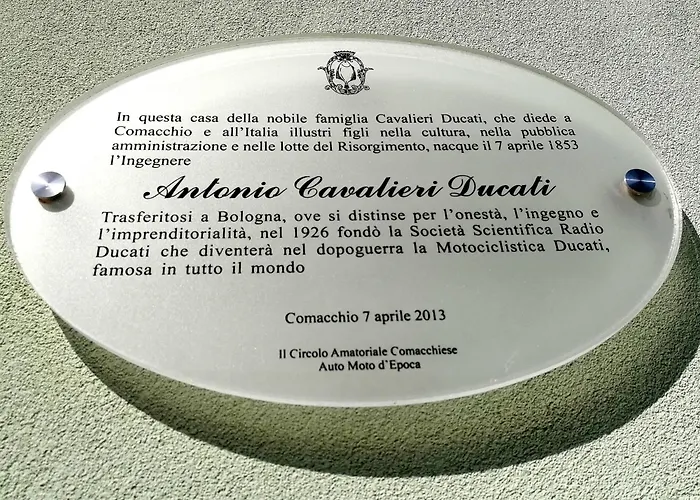 In questa casa della nobile famiglia Cavalieri Ducati, che diede a
Comacchio e all'Italia illustri figli nella cultura, nella pubblica
amministrazione e nelle lotte del Risorgimento, nacque il 7 aprile 1853
l'Ingegnere
Antonio Cavalieri Ducati
Trasferitosi a Bologna, ove si distinse per l'onestà, l'ingegno e
l'imprenditorialità, nel 1926 fondò la Società Scientifica Radio
Ducati che diventerà nel dopoguerra la Motociclistica Ducati,
famosa in tutto il mondo
Comacchio 7 aprile 2013
Il Circolo Amatoriale Comacchiese
Auto Moto d'Epoca